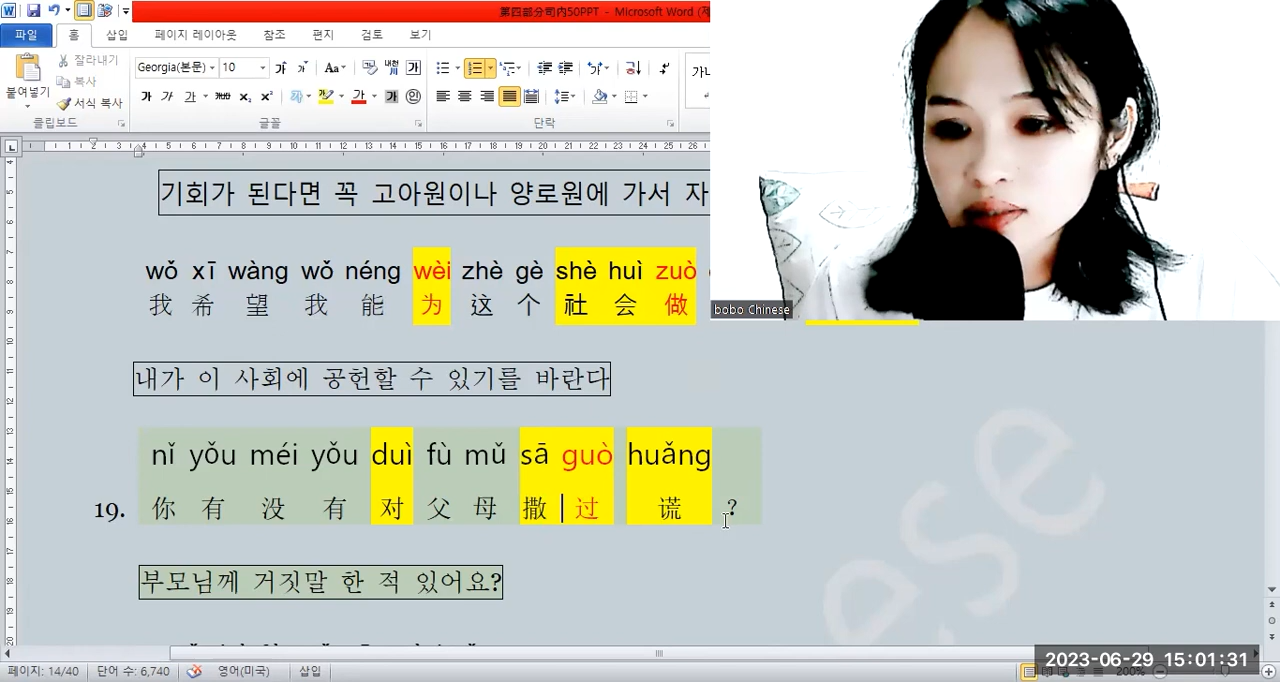 第四部分司内50PPT - Microsoft Word (제
파일 홈 삽입 페이지 레이아웃 참조 편지 검토 보기
붙여넣기 잘라내기 복사 서식 복사
Georgia(본문) 10
클립보드 글꼴 단락
기회가 된다면 꼭 고아원이나 양로원에 가서 자
wǒ xī wàng wǒ néng wèi zhè gè shè huì zuò
我 希 望 我 能 为 这 个 社 会 做
bobo Chinese
내가 이 사회에 공헌할 수 있기를 바란다
nǐ yǒu méi yǒu duì fù mǔ sā guò huǎng
19. 你 有 没 有 对 父 母 撒 过 谎 ?
부모님께 거짓말 한 적 있어요?
ese
2023-06-29 15:01:31
페이지: 14/40 단어 수: 6,740 영어(미국) 삽입 200%